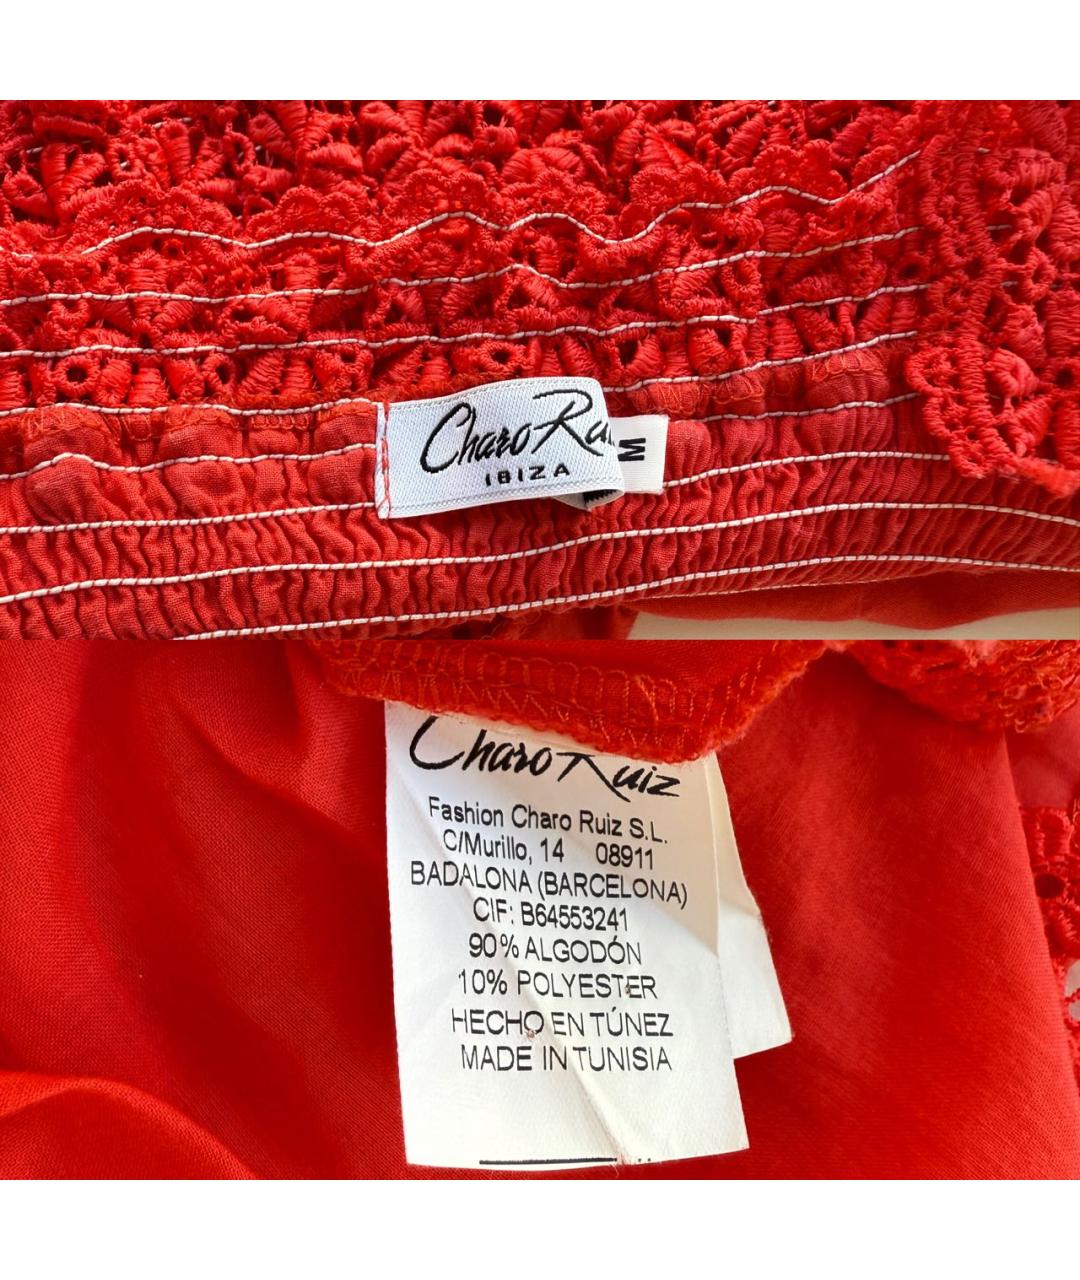 Charo
IBIZA
M
Charo Ruiz
Fashion Charo Ruiz S.L.
C/Murillo, 14 08911
BADALONA (BARCELONA)
CIF: B64553241
90% ALGODÓN
10% POLYESTER
HECHO EN TÚNEZ
MADE IN TUNISIA